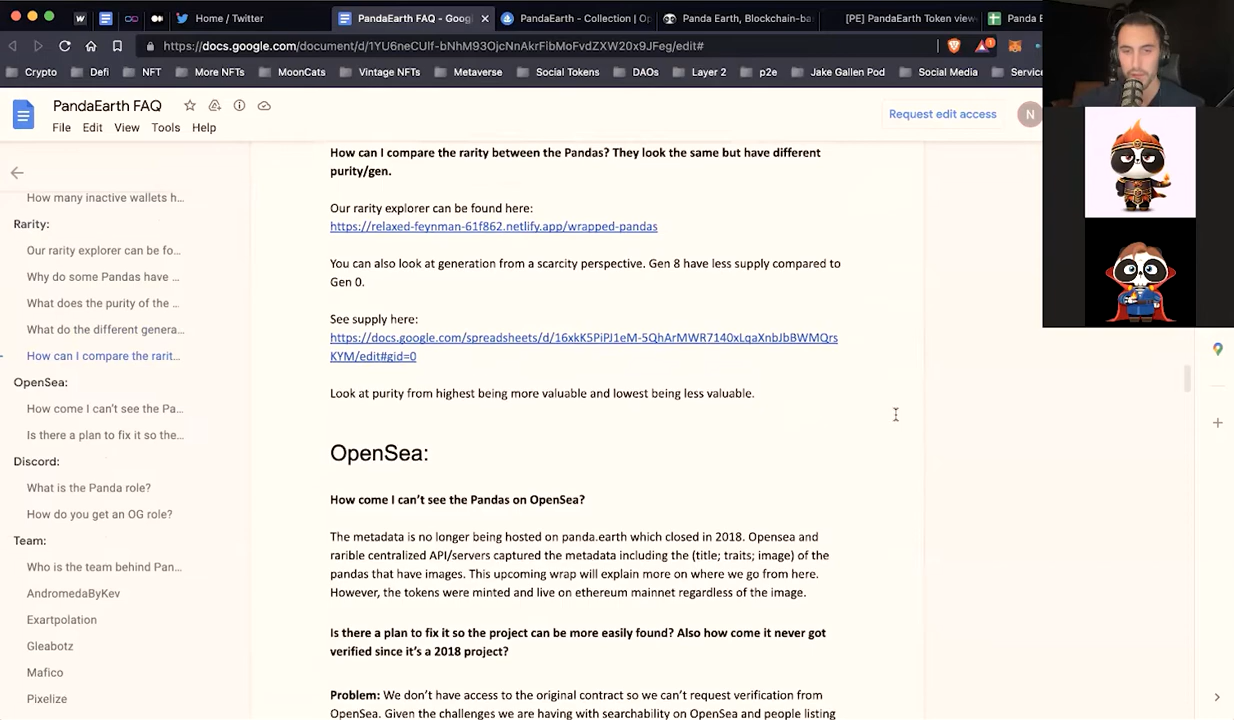 Home / Twitter
PandaEarth FAQ - Goog
PandaEarth - Collection | Op
Panda Earth, Blockchain-ba
[PE] PandaEarth Token view
Panda E
https://docs.google.com/document/d/1YU6neCUlf-bNhM93OjcNnAkrFibMoFvdZXW20x9JFeg/edit#
1
Crypto
Defi
NFT
More NFTs
MoonCats
Vintage NFTs
Metaverse
Social Tokens
DAOs
Layer 2
p2e
Jake Gallen Pod
Social Media
Servic
PandaEarth FAQ
File Edit View Tools Help
Request edit access
N
How many inactive wallets h...
Rarity:
Our rarity explorer can be fo...
Why do some Pandas have ...
What does the purity of the ...
What do the different genera...
How can I compare the rarit...
OpenSea:
How come I can't see the Pa...
Is there a plan to fix it so the...
Discord:
What is the Panda role?
How do you get an OG role?
Team:
Who is the team behind Pan...
AndromedaByKev
Exartpolation
Gleabotz
Mafico
Pixelize
How can I compare the rarity between the Pandas? They look the same but have different
purity/gen.
Our rarity explorer can be found here:
https://relaxed-feynman-61f862.netlify.app/wrapped-pandas
You can also look at generation from a scarcity perspective. Gen 8 have less supply compared to
Gen 0.
See supply here:
https://docs.google.com/spreadsheets/d/16xkK5PiPJ1eM-5QhArMWR7140xLqaXnbJbBWMQrs
KYM/edit#gid=0
Look at purity from highest being more valuable and lowest being less valuable.
OpenSea:
How come I can't see the Pandas on OpenSea?
The metadata is no longer being hosted on panda.earth which closed in 2018. Opensea and
rarible centralized API/servers captured the metadata including the (title; traits; image) of the
pandas that have images. This upcoming wrap will explain more on where we go from here.
However, the tokens were minted and live on ethereum mainnet regardless of the image.
Is there a plan to fix it so the project can be more easily found? Also how come it never got
verified since it's a 2018 project?
Problem: We don't have access to the original contract so we can't request verification from
OpenSea. Given the challenges we are having with searchability on OpenSea and people listing